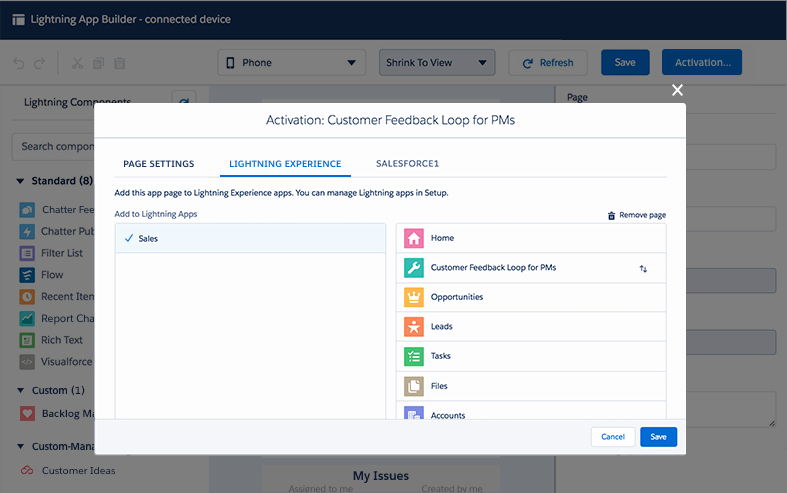 Lightning App Builder - connected device
Phone
Shrink To View
Refresh
Save
Activation...
Lightning Components
Page
Search compon
Standard (8)
Chatter Fee
Chatter Pub
Filter List
Flow
Recent Item
Report Cha
Rich Text
Visualforce
Custom (1)
Backlog Ma
Custom-Mana
Customer Ideas
Activation: Customer Feedback Loop for PMs
PAGE SETTINGS
LIGHTNING EXPERIENCE
SALESFORCE1
Add this app page to Lightning Experience apps. You can manage Lightning apps in Setup.
Add to Lightning Apps
Remove page
Sales
Home
Customer Feedback Loop for PMs
Opportunities
Leads
Tasks
Files
Accounts
Cancel
Save
My Issues
Assigned to me
Created by me